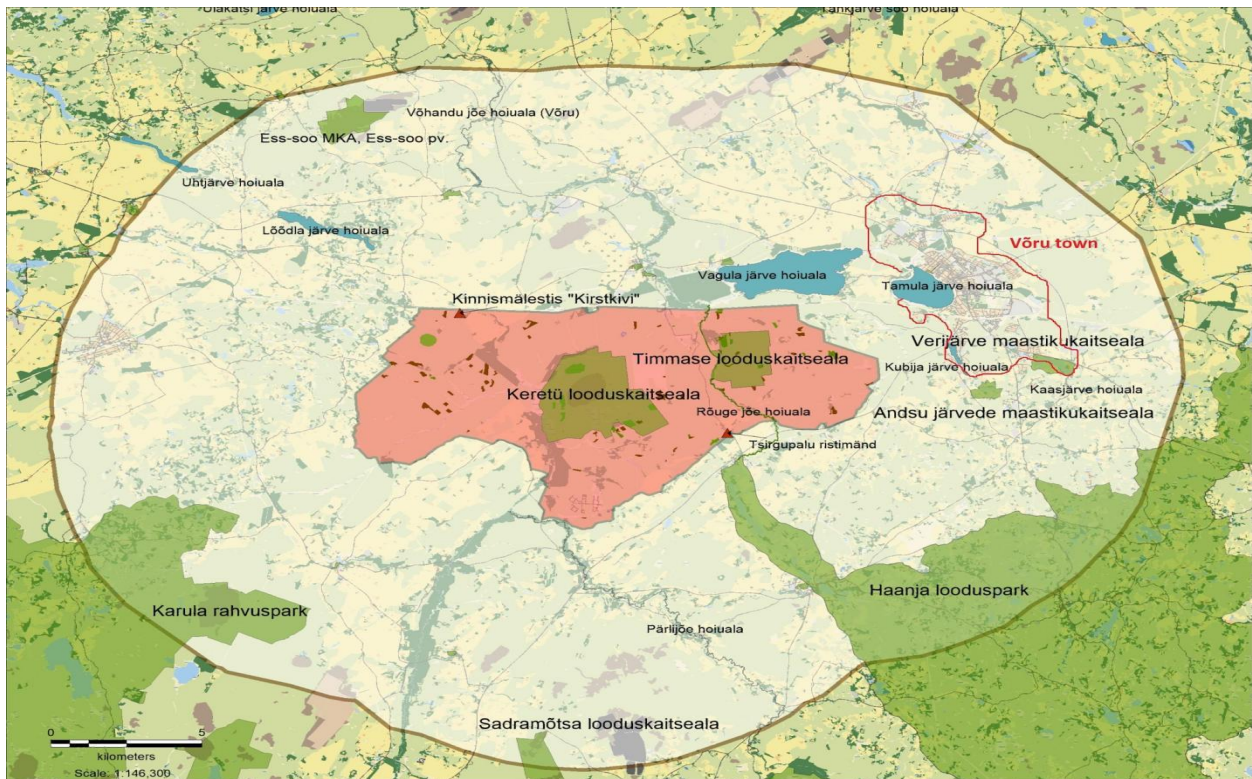 Võhandu jõe hoiuala (Võru)
Ess-soo MKA, Ess-soo pv.
Uhtjärve hoiuala
Lõõdla järve hoiuala
Võru town
Vagula järve hoiuala
Tamula järve hoiuala
Kinnismälestis "Kirstkivi"
Verijärve maastikukaitseala
Timmase looduskaitseala
Kubija järve hoiuala
Kaasjärve hoiuala
Keretü looduskaitseala
Rõuge jõe hoiuala
Andsu järvede maastikukaitseala
Tsirgupalu ristimänd
Haanja looduspark
Karula rahvuspark
Pärlijõe hoiuala
Sadramõtsa looduskaitseala
0 5
kilometers
Scale: 1:146,300